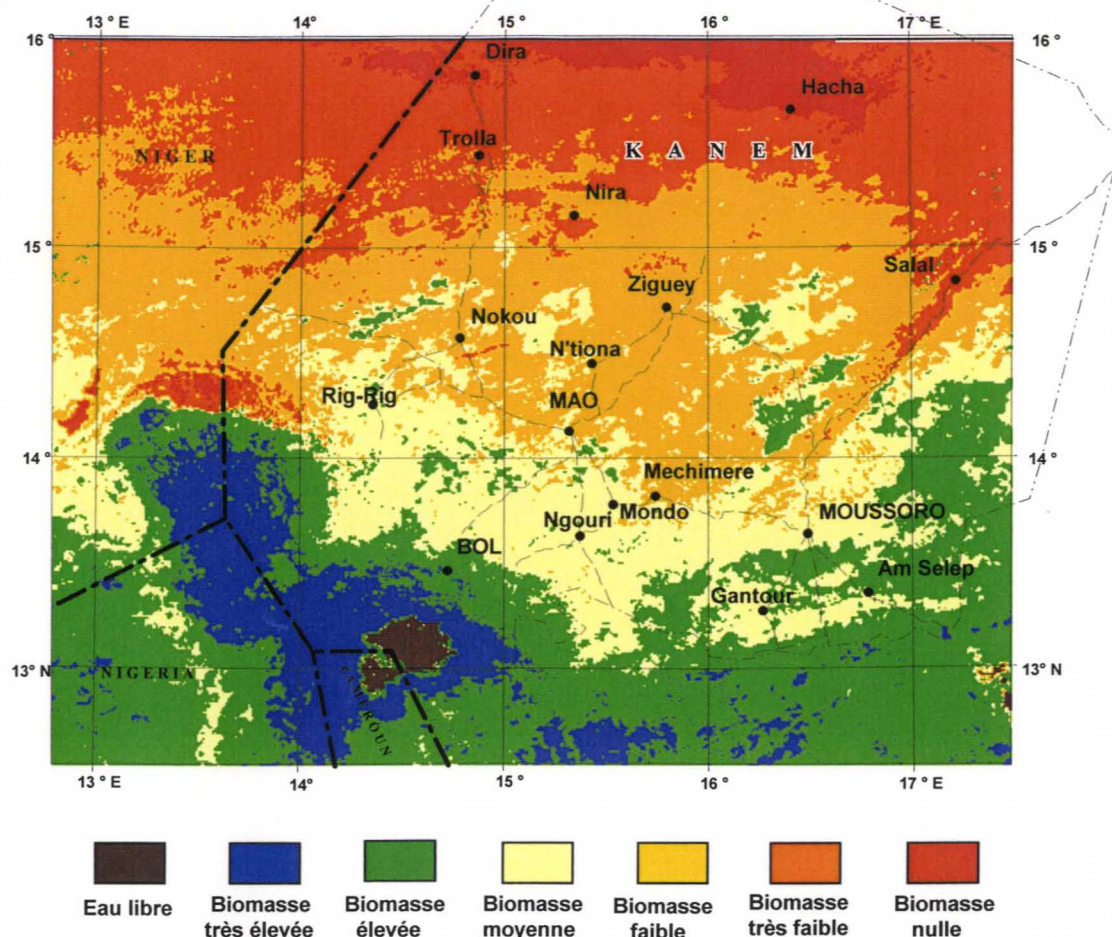 13 ° E 14 ° 15 ° 16 ° 17 ° E
16 ° 16 °
Dira
Hacha
Trolla
K A N E M
NIGER
Nira
15 ° 15 °
Salal
Ziguey
Nokou
N'tiona
Rig-Rig
MAO
14 ° 14 °
Mechimere
Mondo
MOUSSORO
Ngouri
BOL
Am Selep
Gantour
13 ° N 13 ° N
NIGERIA
CAMEROUN
13 ° E 14 ° 15 ° 16 ° 17 ° E
Eau libre
Biomasse
très élevée
Biomasse
élevée
Biomasse
moyenne
Biomasse
faible
Biomasse
très faible
Biomasse
nulle